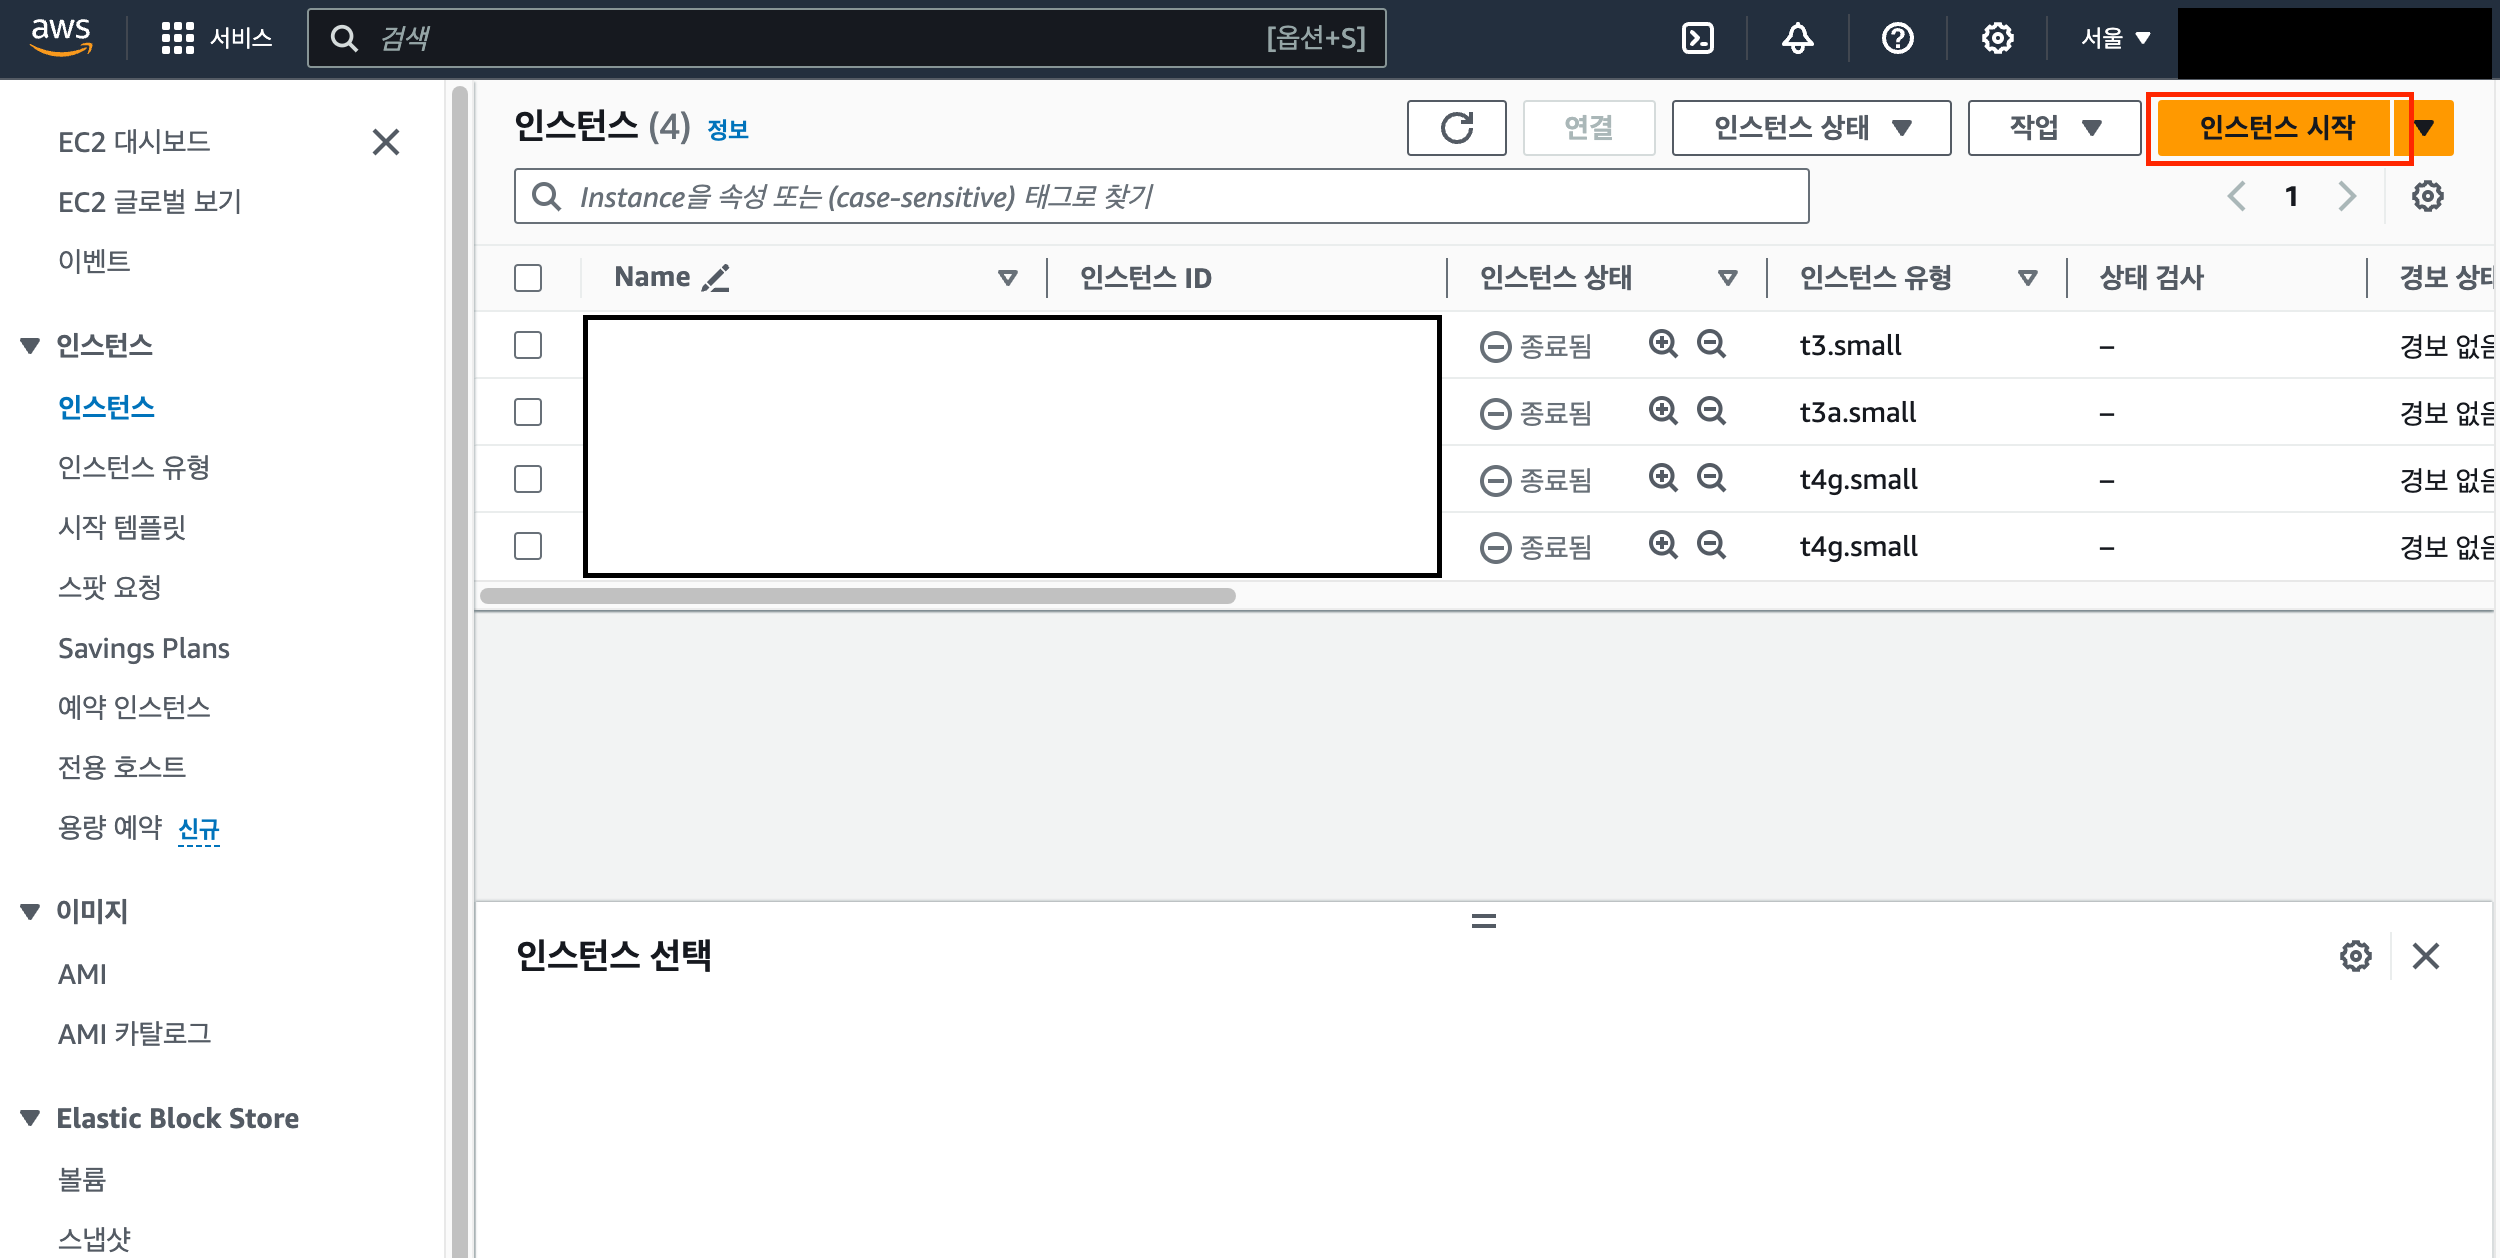 aws 서비스 검색 [옵션+S] 서울
EC2 대시보드
EC2 글로벌 보기
이벤트
인스턴스
인스턴스
인스턴스 유형
시작 템플릿
스팟 요청
Savings Plans
예약 인스턴스
전용 호스트
용량 예약 신규
이미지
AMI
AMI 카탈로그
Elastic Block Store
볼륨
스냅샷
인스턴스 (4) 정보 연결 인스턴스 상태 작업 인스턴스 시작
Instance을 속성 또는 (case-sensitive) 태그로 찾기 1
Name 인스턴스 ID 인스턴스 상태 인스턴스 유형 상태 검사 경보 상태
종료됨 t3.small – 경보 없음
종료됨 t3a.small – 경보 없음
종료됨 t4g.small – 경보 없음
종료됨 t4g.small – 경보 없음
인스턴스 선택